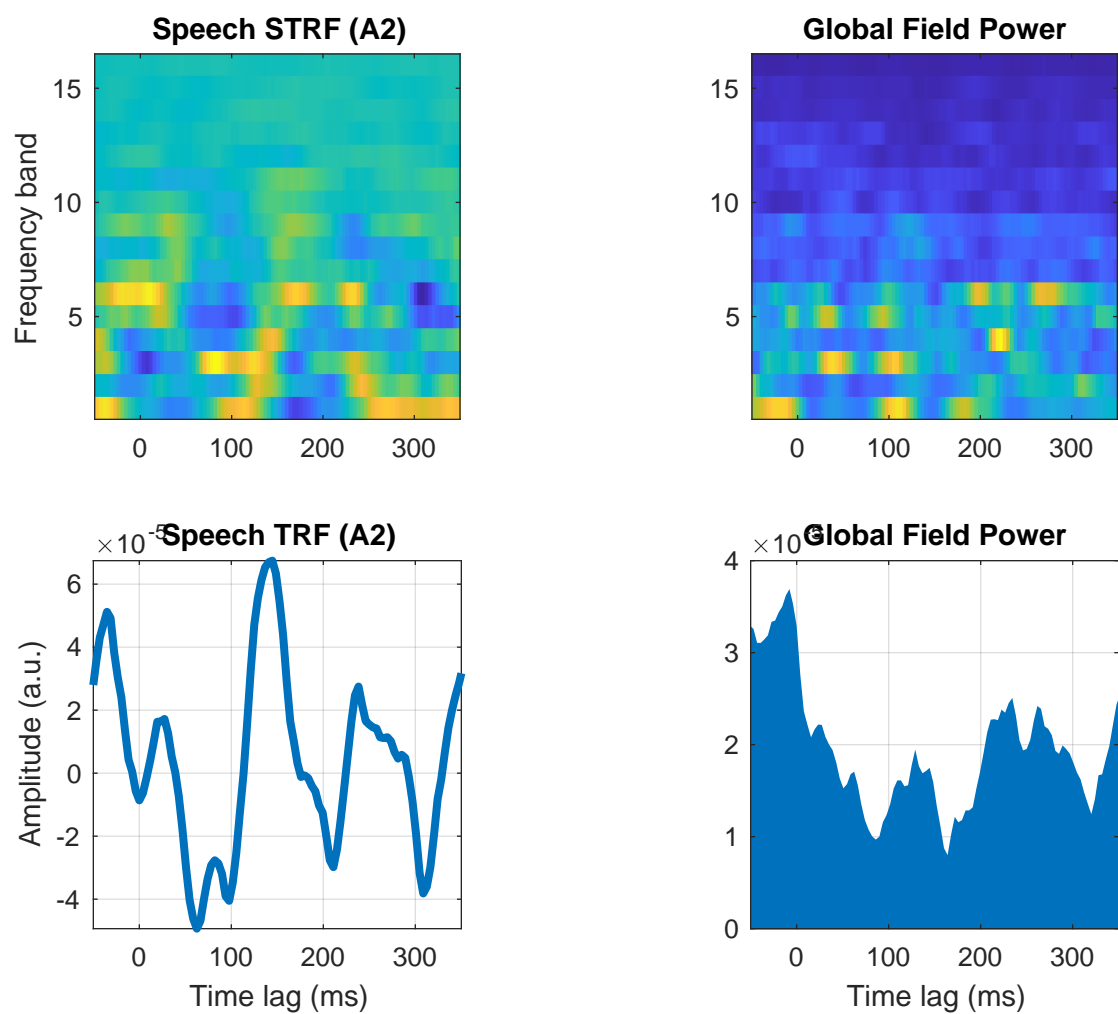 Speech STRF (A2)
Frequency band
15
10
5
0 100 200 300
Global Field Power
15
10
5
0 100 200 300
Speech TRF (A2)
×10^-5
Amplitude (a.u.)
6
4
2
0
-2
-4
0 100 200 300
Time lag (ms)
Global Field Power
×10^-5
4
3
2
1
0
0 100 200 300
Time lag (ms)